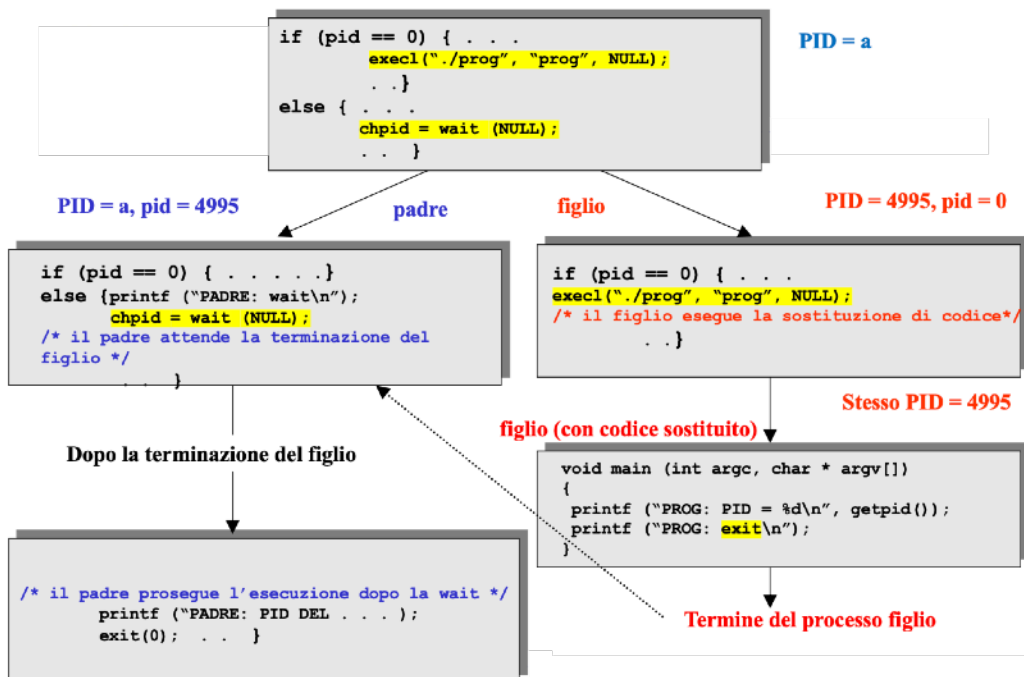 if (pid == 0) { . . .
execl(“./prog”, “prog”, NULL);
. .}
else { . . .
chpid = wait (NULL);
. . }
PID = a
PID = a, pid = 4995
padre
figlio
PID = 4995, pid = 0
if (pid == 0) { . . . . .}
else {printf (“PADRE: wait\n”);
chpid = wait (NULL);
/* il padre attende la terminazione del
figlio */
. . }
if (pid == 0) { . . .
execl(“./prog”, “prog”, NULL);
/* il figlio esegue la sostituzione di codice*/
. .}
Stesso PID = 4995
figlio (con codice sostituito)
Dopo la terminazione del figlio
void main (int argc, char * argv[])
{
printf (“PROG: PID = %d\n”, getpid());
printf (“PROG: exit\n”);
}
/* il padre prosegue l’esecuzione dopo la wait */
printf (“PADRE: PID DEL . . . );
exit(0); . . }
Termine del processo figlio